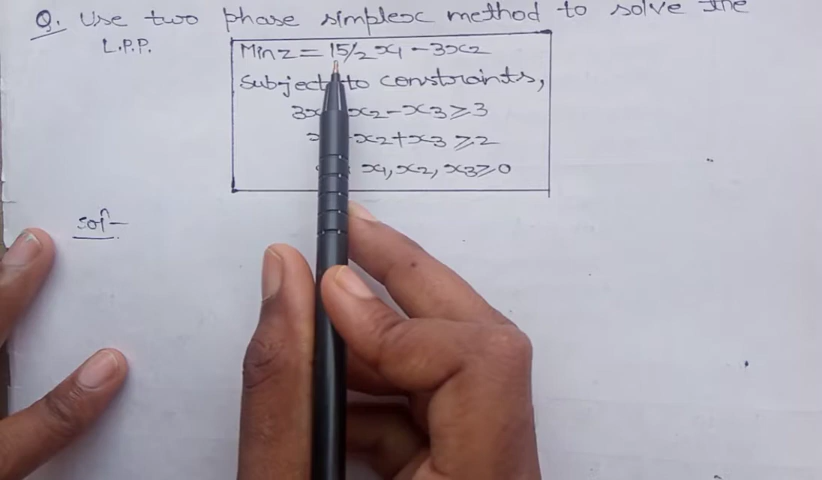 Q. Use two phase simplex method to solve the
L.P.P.
Min z = 15/2 x1 - 3x2
Subject to constraints,
3x x2 - x3 ≥ 3
x - x2 + x3 ≥ 2
x1, x2, x3 ≥ 0
Sol^n -